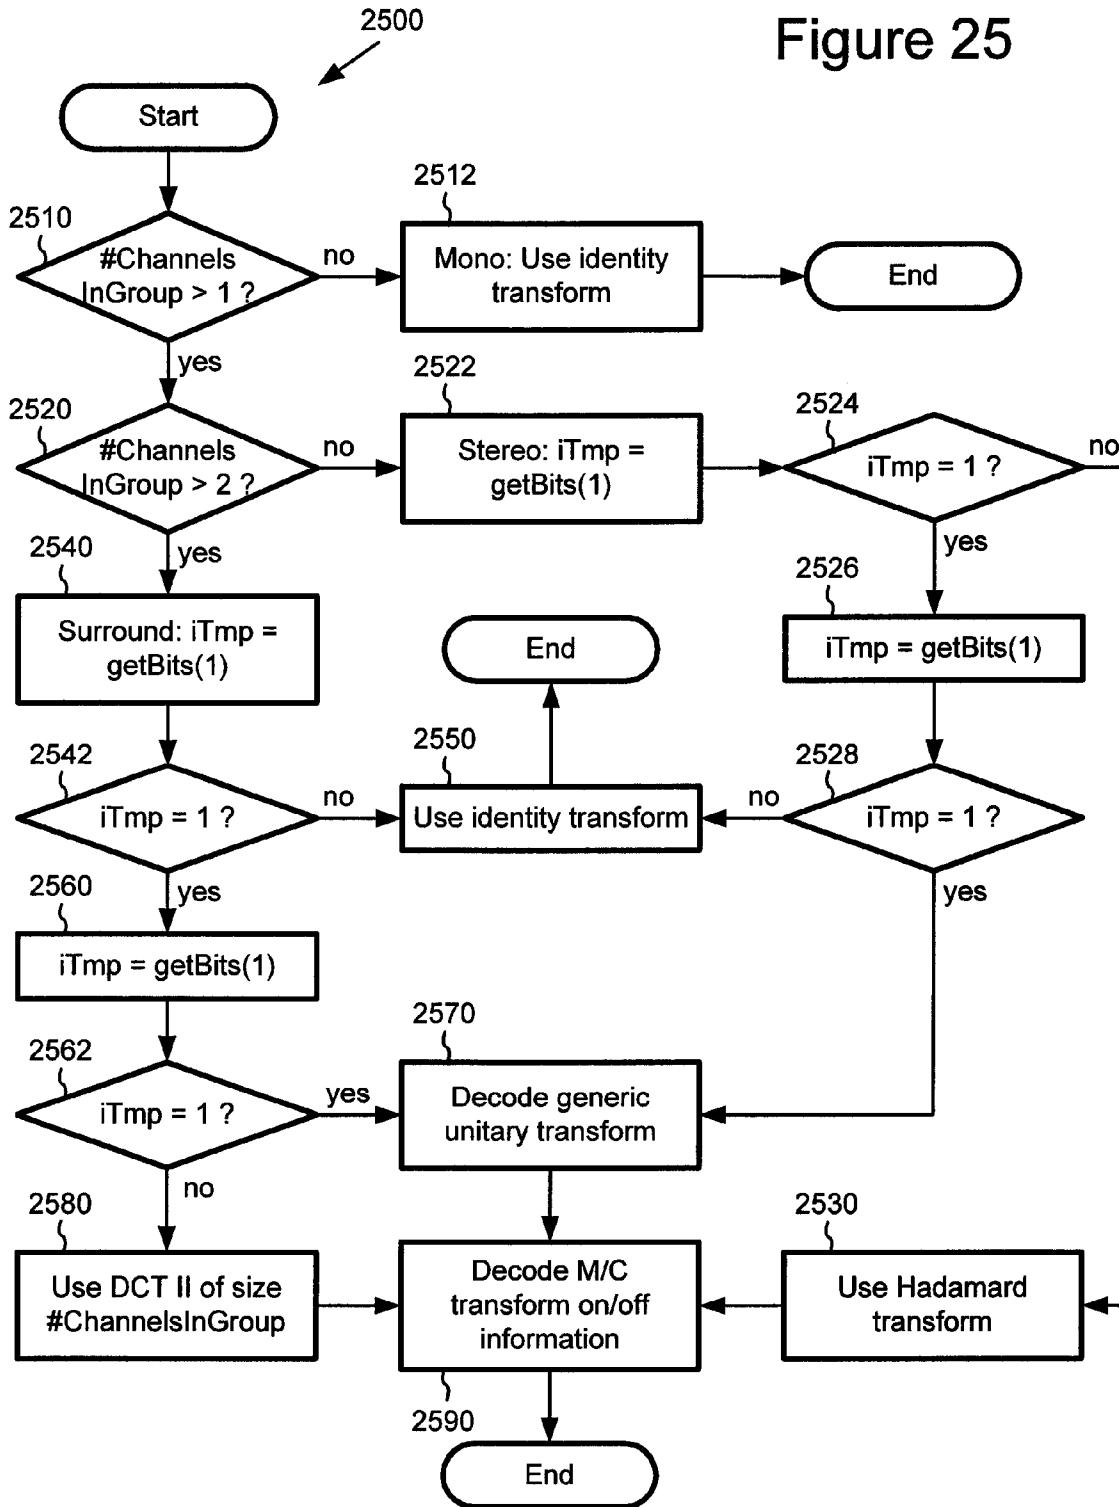 2500
Figure 25
Start
2510
#Channels
InGroup > 1 ?
no
yes
2512
Mono: Use identity
transform
End
2520
#Channels
InGroup > 2 ?
no
yes
2522
Stereo: iTmp =
getBits(1)
2524
iTmp = 1 ?
no
yes
2540
Surround: iTmp =
getBits(1)
End
2526
iTmp = getBits(1)
2542
iTmp = 1 ?
no
yes
2550
Use identity transform
2528
iTmp = 1 ?
no
yes
2560
iTmp = getBits(1)
2562
iTmp = 1 ?
yes
no
2570
Decode generic
unitary transform
2580
Use DCT II of size
#ChannelsInGroup
Decode M/C
transform on/off
information
2590
2530
Use Hadamard
transform
End